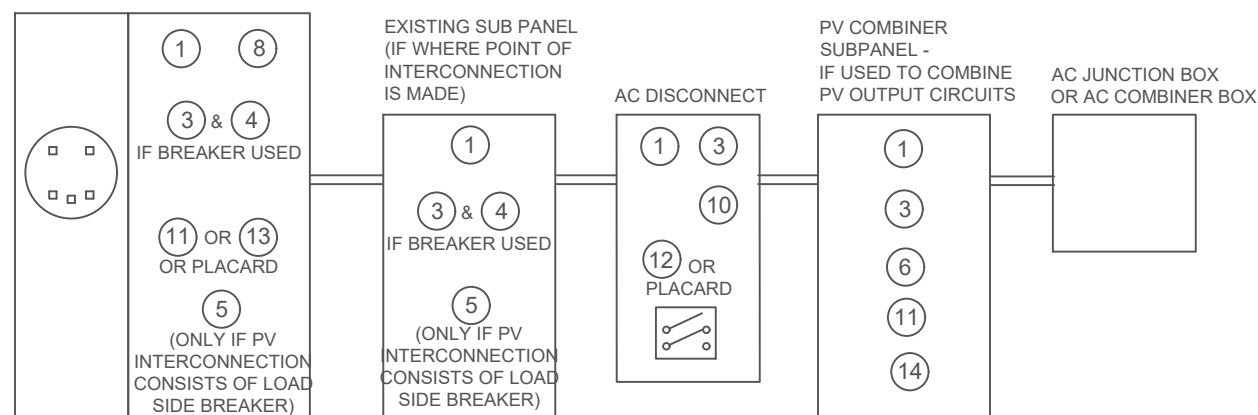 1 8
3 & 4
IF BREAKER USED
11 OR 13
OR PLACARD
5
(ONLY IF PV
INTERCONNECTION
CONSISTS OF LOAD
SIDE BREAKER)
EXISTING SUB PANEL
(IF WHERE POINT OF
INTERCONNECTION
IS MADE)
1
3 & 4
IF BREAKER USED
5
(ONLY IF PV
INTERCONNECTION
CONSISTS OF LOAD
SIDE BREAKER)
AC DISCONNECT
1 3
10
12 OR
PLACARD
PV COMBINER
SUBPANEL -
IF USED TO COMBINE
PV OUTPUT CIRCUITS
1
3
6
11
14
AC JUNCTION BOX
OR AC COMBINER BOX